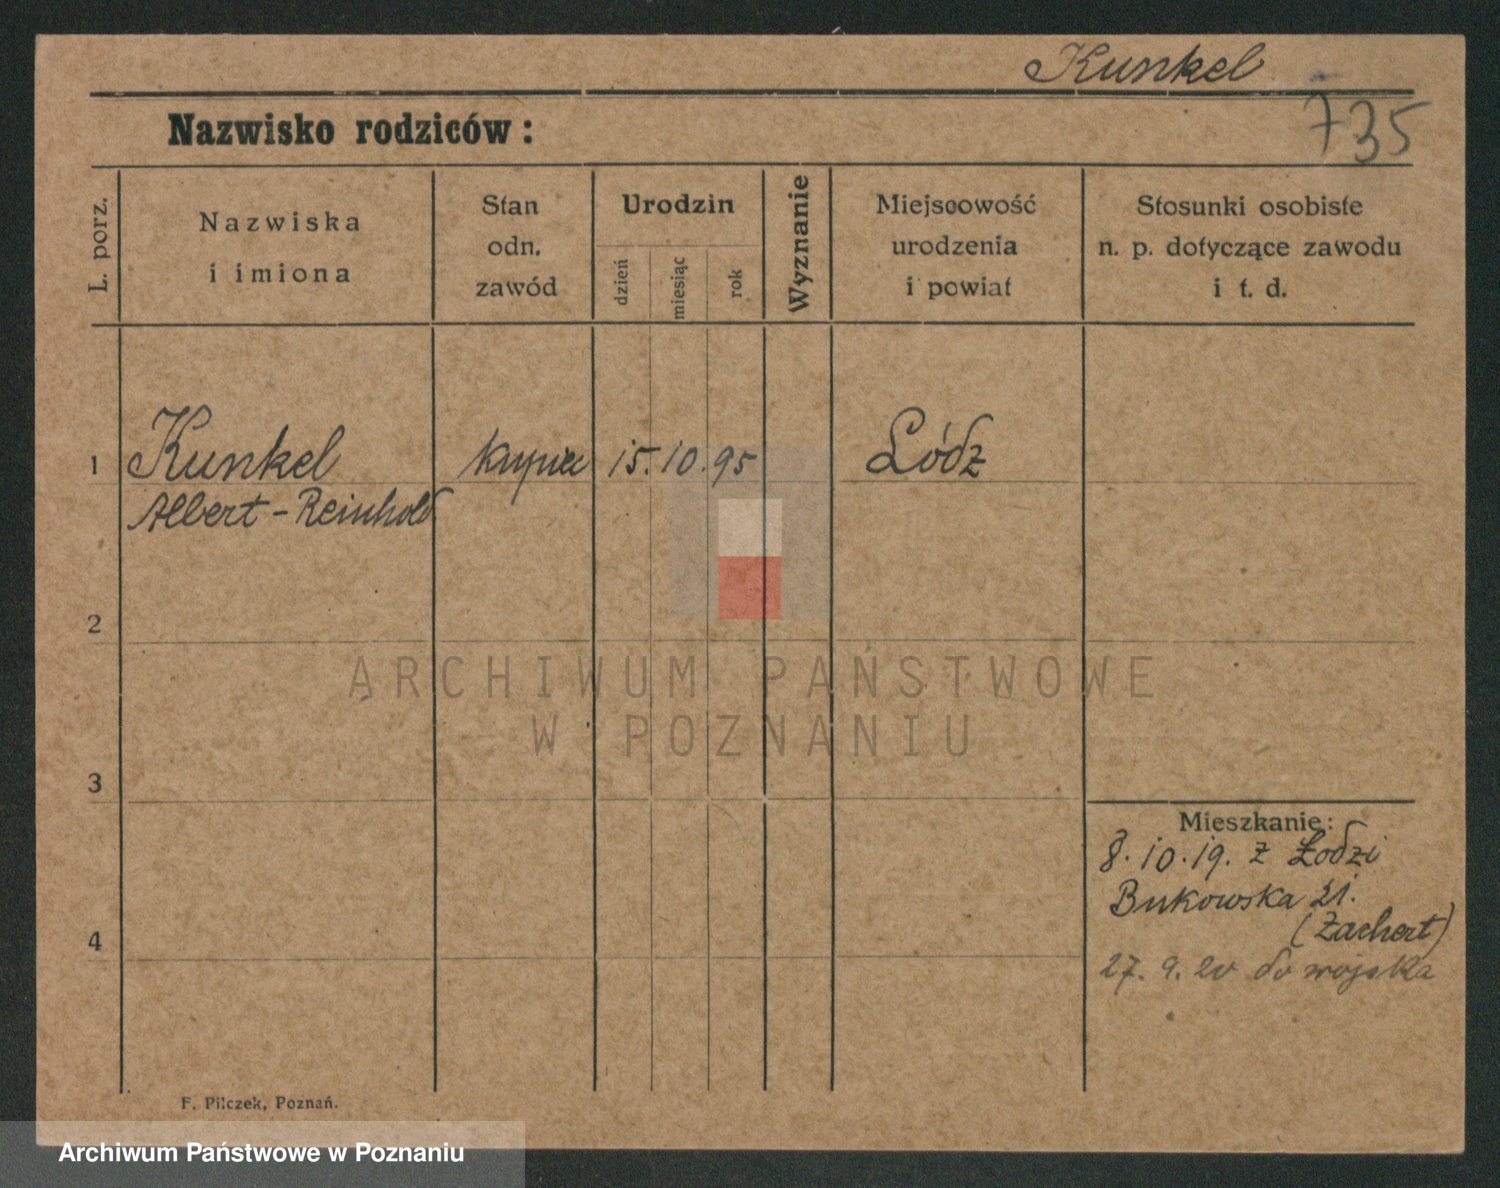 Kunkel
735
Nazwisko rodziców :
L. porz.
Nazwiska
i imiona
Stan
odn.
zawód
Urodzin
dzień
miesiąc
rok
Wyznanie
Miejscowość
urodzenia
i powiat
Stosunki osobiste
n. p. dotyczące zawodu
i t. d.
1
Kunkel
Albert - Reinhold
kupiec
15. 10. 95
Łódz
2
3
4
Mieszkanie :
8. 10. 19. z Łodzi
Bukowska 21.
(Zachert)
27. 9. 20 do wojska
F. Pilczek, Poznań.
ARCHIWUM PAŃSTWOWE
W POZNANIU
Archiwum Państwowe w Poznaniu